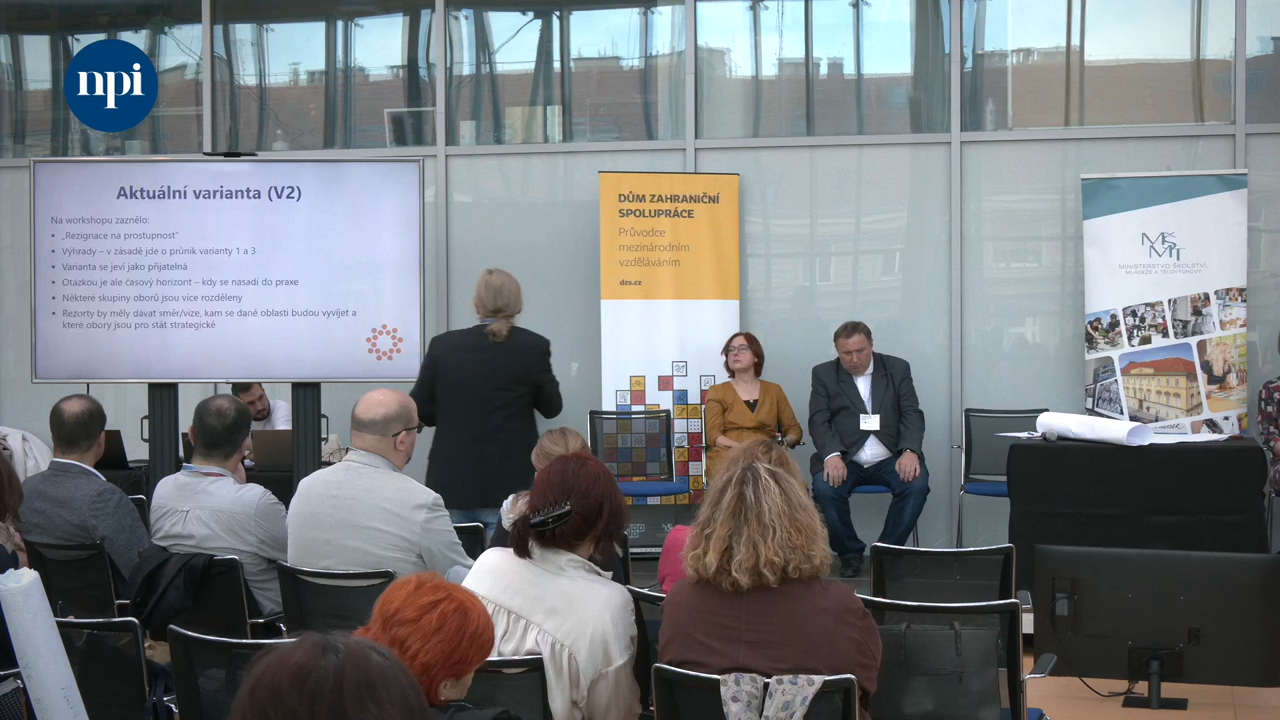 npi
Aktuální varianta (V2)
Na workshopu zaznělo:
• „Rezignace na prostupnost“
• Výhrady – v zásadě jde o průnik varianty 1 a 3
• Varianta se jeví jako přijatelná
• Otázkou je ale časový horizont – kdy se nasadí do praxe
• Některé skupiny oborů jsou více rozděleny
• Rezorty by měly dávat směr/vize, kam se dané oblasti budou vyvíjet a
které obory jsou pro stát strategické
DŮM ZAHRANIČNÍ
SPOLUPRÁCE
Průvodce
mezinárodním
vzděláváním
dzs.cz
MŠMT
MINISTERSTVO ŠKOLSTVÍ,
MLÁDEŽE A TĚLOVÝCHOVY